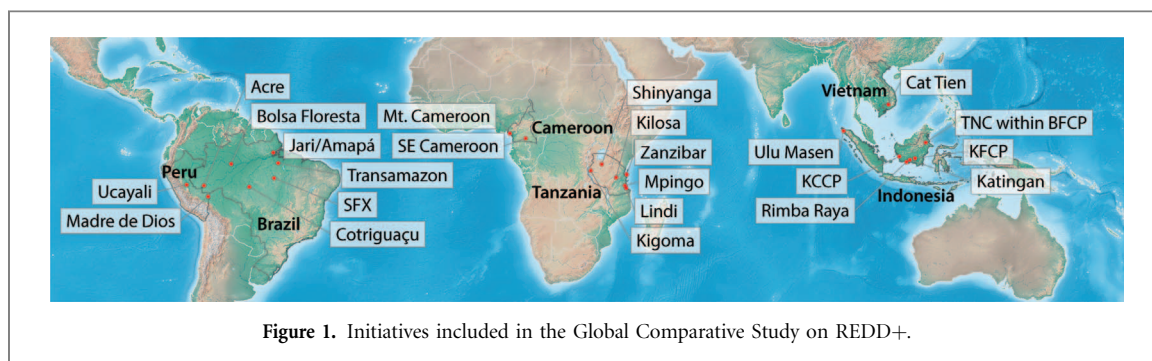 Acre
Bolsa Floresta
Jari/Amapá
Peru
Transamazon
Ucayali
SFX
Madre de Dios
Brazil
Cotriguaçu
Mt. Cameroon
Cameroon
SE Cameroon
Shinyanga
Kilosa
Zanzibar
Tanzania
Mpingo
Lindi
Kigoma
Vietnam
Cat Tien
TNC within BFCP
Ulu Masen
KFCP
KCCP
Katingan
Indonesia
Rimba Raya
Figure 1. Initiatives included in the Global Comparative Study on REDD+.